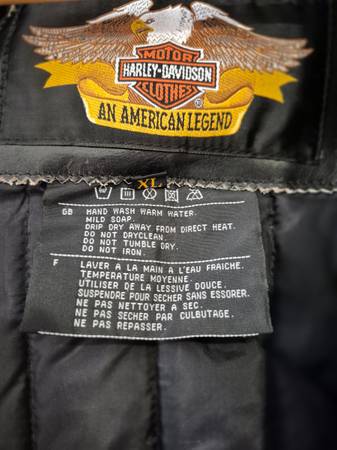 MOTOR
HARLEY-DAVIDSON
CLOTHES
®
AN AMERICAN LEGEND
XL
GB HAND WASH WARM WATER.
MILD SOAP.
DRIP DRY AWAY FROM DIRECT HEAT.
DO NOT DRYCLEAN.
DO NOT TUMBLE DRY.
DO NOT IRON.
F LAVER A LA MAIN A L'EAU FRAICHE.
TEMPERATURE MOYENNE.
UTILISER DE LA LESSIVE DOUCE.
SUSPENDRE POUR SECHER SANS ESSORER.
NE PAS NETTOYER A SEC.
NE PAS SECHER PAR CULBUTAGE.
NE PAS REPASSER.